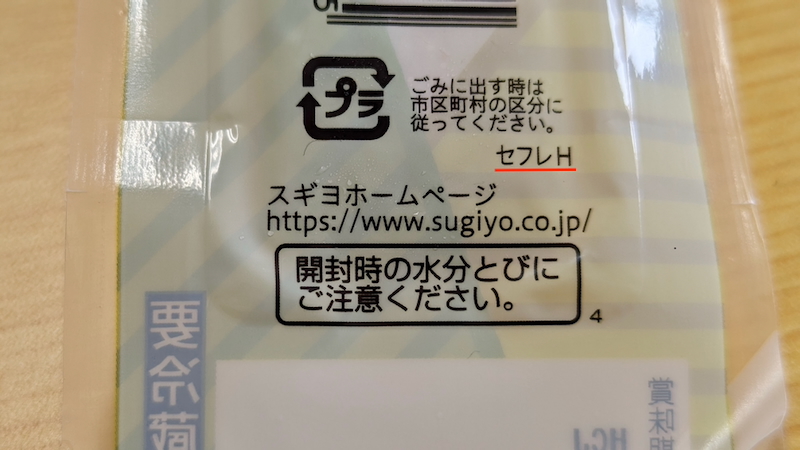 プラ
ごみに出す時は
市区町村の区分に
従ってください。
セフレH
スギヨホームページ
https://www.sugiyo.co.jp/
開封時の水分とびに
ご注意ください。
4
要冷蔵
賞味期
HCJ